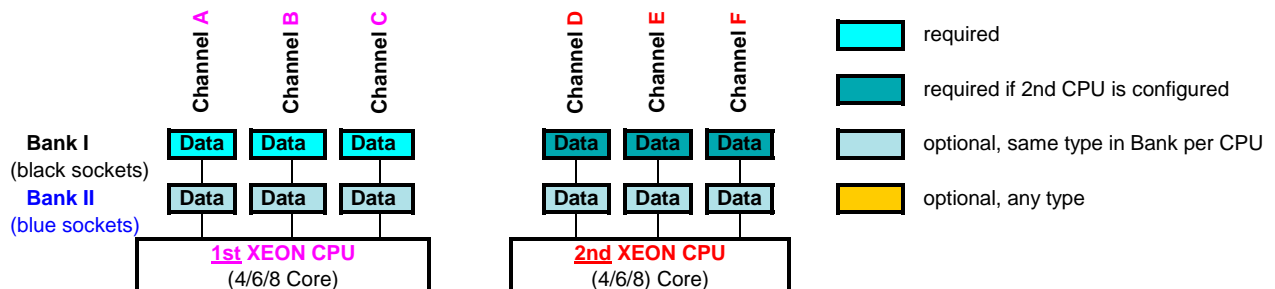 Channel A
Channel B
Channel C
Channel D
Channel E
Channel F
required
required if 2nd CPU is configured
Bank I
(black sockets)
Data Data Data Data Data Data
optional, same type in Bank per CPU
Bank II
(blue sockets)
Data Data Data Data Data Data
optional, any type
1st XEON CPU
(4/6/8 Core)
2nd XEON CPU
(4/6/8) Core)